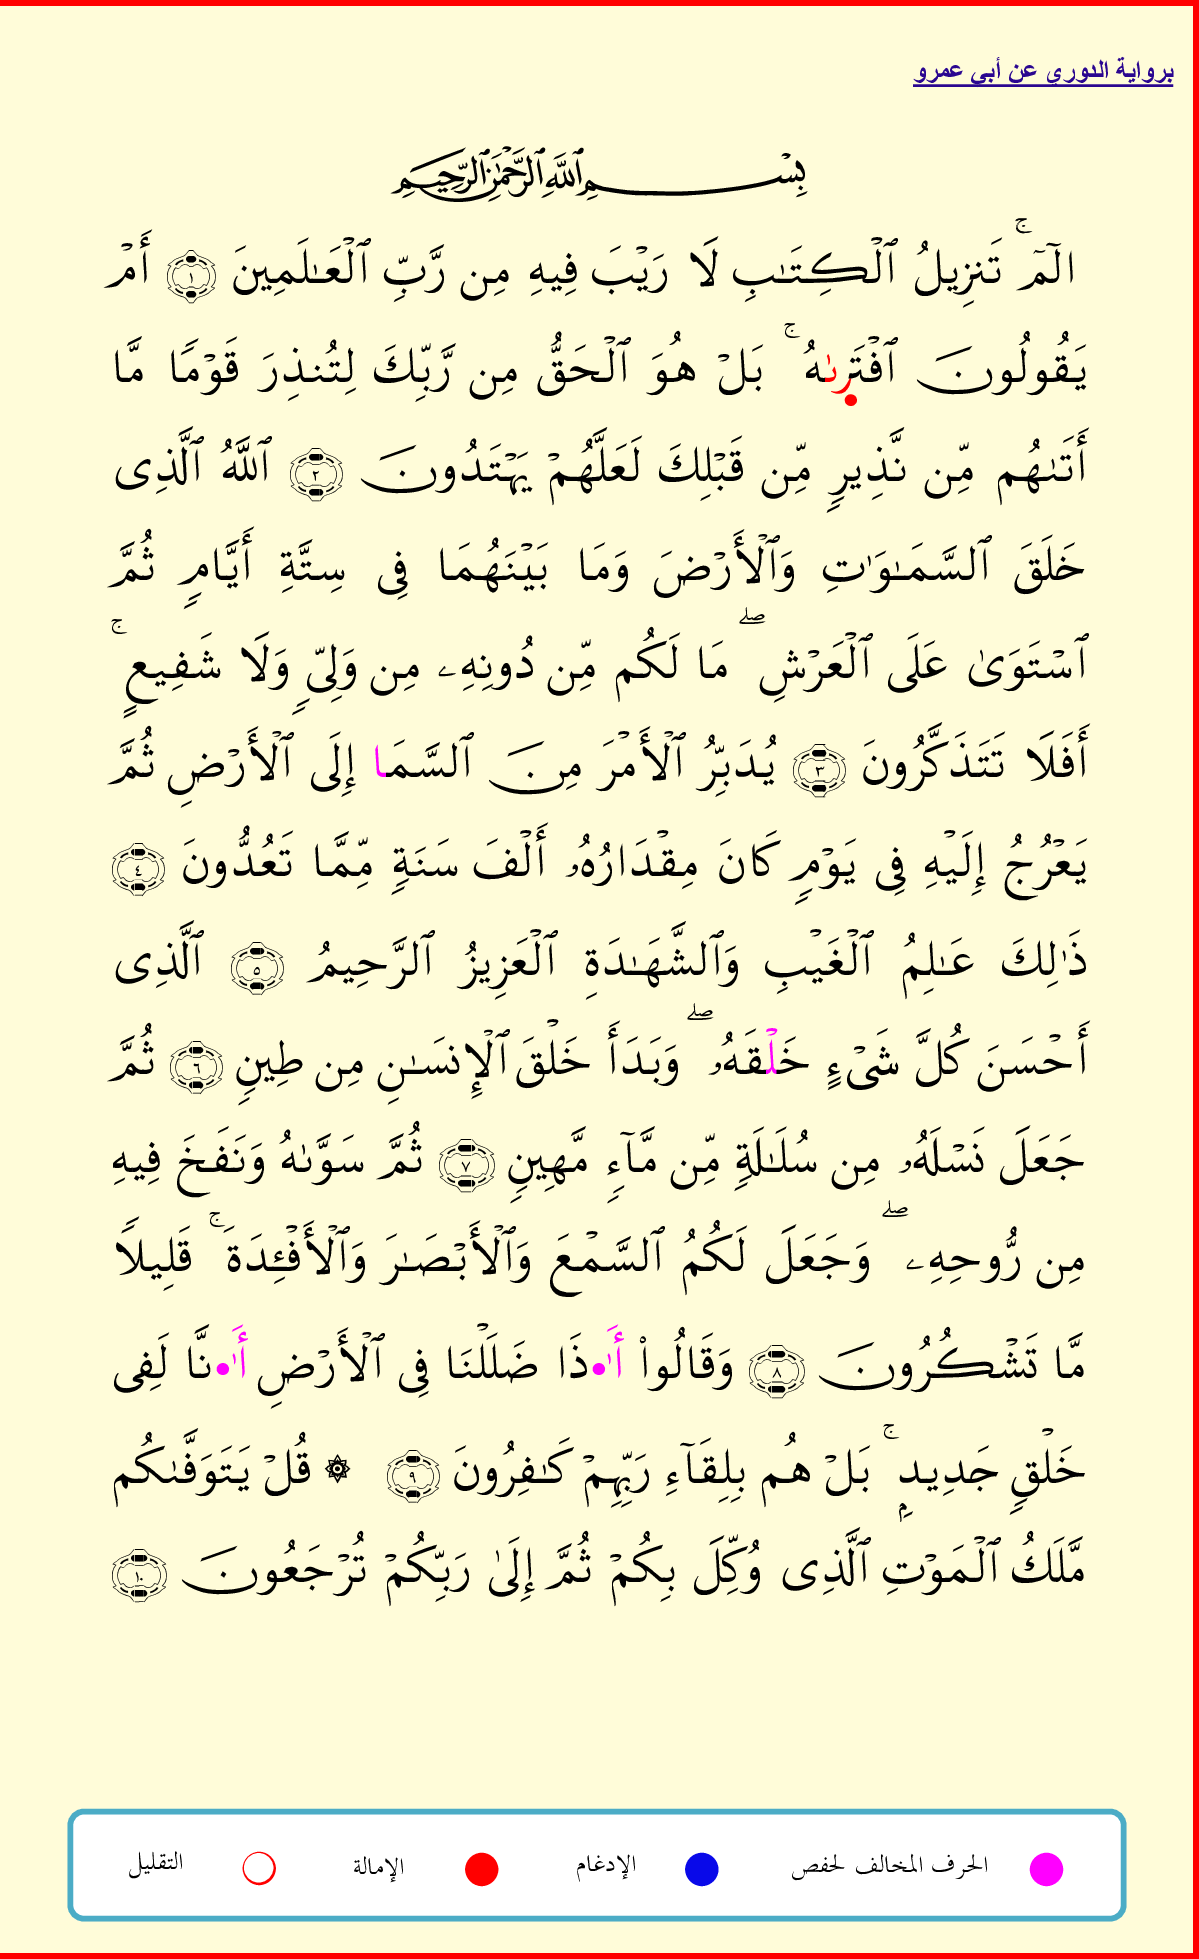 برواية الدوري عن أبي عمرو
بِسْمِ ٱللَّهِ ٱلرَّحْمَٰنِ ٱلرَّحِيمِ
الٓمٓ ۚ تَنزِيلُ ٱلْكِتَٰبِ لَا رَيْبَ فِيهِ مِن رَّبِّ ٱلْعَٰلَمِينَ ١ أَمْ
يَقُولُونَ ٱفْتَرىٰهُ ۚ بَلْ هُوَ ٱلْحَقُّ مِن رَّبِّكَ لِتُنذِرَ قَوْمًا مَّا
أَتَىٰهُم مِّن نَّذِيرٍ مِّن قَبْلِكَ لَعَلَّهُمْ يَهْتَدُونَ ٢ ٱللَّهُ ٱلَّذِى
خَلَقَ ٱلسَّمَٰوَٰتِ وَٱلْأَرْضَ وَمَا بَيْنَهُمَا فِى سِتَّةِ أَيَّامٍ ثُمَّ
ٱسْتَوَىٰ عَلَى ٱلْعَرْشِ ۖ مَا لَكُم مِّن دُونِهِۦ مِن وَلِىٍّ وَلَا شَفِيعٍ ۚ
أَفَلَا تَتَذَكَّرُونَ ٣ يُدَبِّرُ ٱلْأَمْرَ مِنَ ٱلسَّمَا إِلَى ٱلْأَرْضِ ثُمَّ
يَعْرُجُ إِلَيْهِ فِى يَوْمٍ كَانَ مِقْدَارُهُۥ أَلْفَ سَنَةٍ مِّمَّا تَعُدُّونَ ٤
ذَٰلِكَ عَٰلِمُ ٱلْغَيْبِ وَٱلشَّهَٰدَةِ ٱلْعَزِيزُ ٱلرَّحِيمُ ٥ ٱلَّذِى
أَحْسَنَ كُلَّ شَىْءٍ خَلْقَهُۥ ۖ وَبَدَأَ خَلْقَ ٱلْإِنسَٰنِ مِن طِينٍ ٦ ثُمَّ
جَعَلَ نَسْلَهُۥ مِن سُلَٰلَةٍ مِّن مَّآءٍ مَّهِينٍ ٧ ثُمَّ سَوَّىٰهُ وَنَفَخَ فِيهِ
مِن رُّوحِهِۦ ۖ وَجَعَلَ لَكُمُ ٱلسَّمْعَ وَٱلْأَبْصَٰرَ وَٱلْأَفْـِٔدَةَ ۚ قَلِيلًا
مَّا تَشْكُرُونَ ٨ وَقَالُوا۟ أَ ٰ۬ذَا ضَلَلْنَا فِى ٱلْأَرْضِ أَ ٰ۬نَّا لَفِى
خَلْقٍ جَدِيدٍۭ ۚ بَلْ هُم بِلِقَآءِ رَبِّهِمْ كَٰفِرُونَ ٩ ۞ قُلْ يَتَوَفَّىٰكُم
مَّلَكُ ٱلْمَوْتِ ٱلَّذِى وُكِّلَ بِكُمْ ثُمَّ إِلَىٰ رَبِّكُمْ تُرْجَعُونَ ١٠
الحرف المخالف لحفص الإدغام الإمالة التقليل